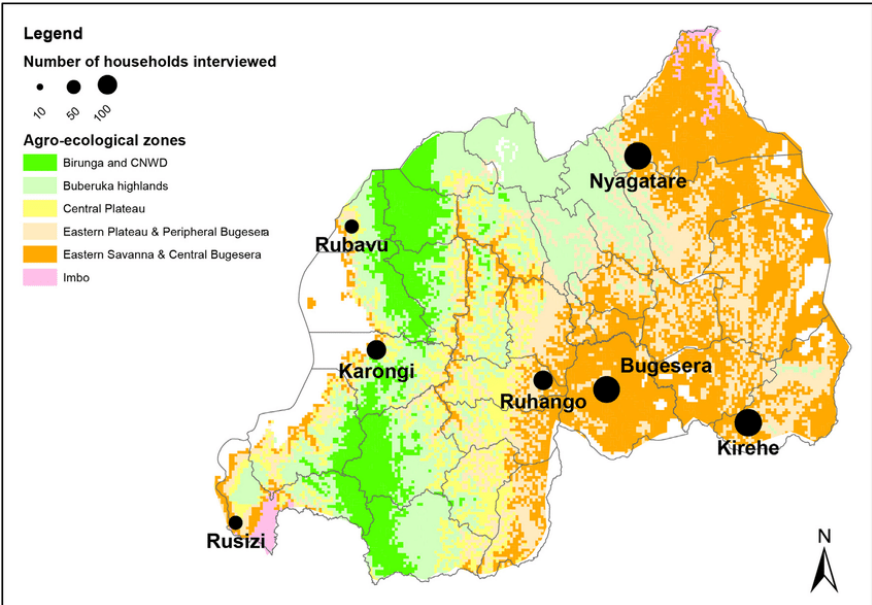 Legend
Number of households interviewed
10
50
100
Agro-ecological zones
Birunga and CNWD
Buberuka highlands
Central Plateau
Eastern Plateau & Peripheral Bugesera
Eastern Savanna & Central Bugesera
Imbo
Nyagatare
Rubavu
Karongi
Bugesera
Ruhango
Kirehe
Rusizi
N